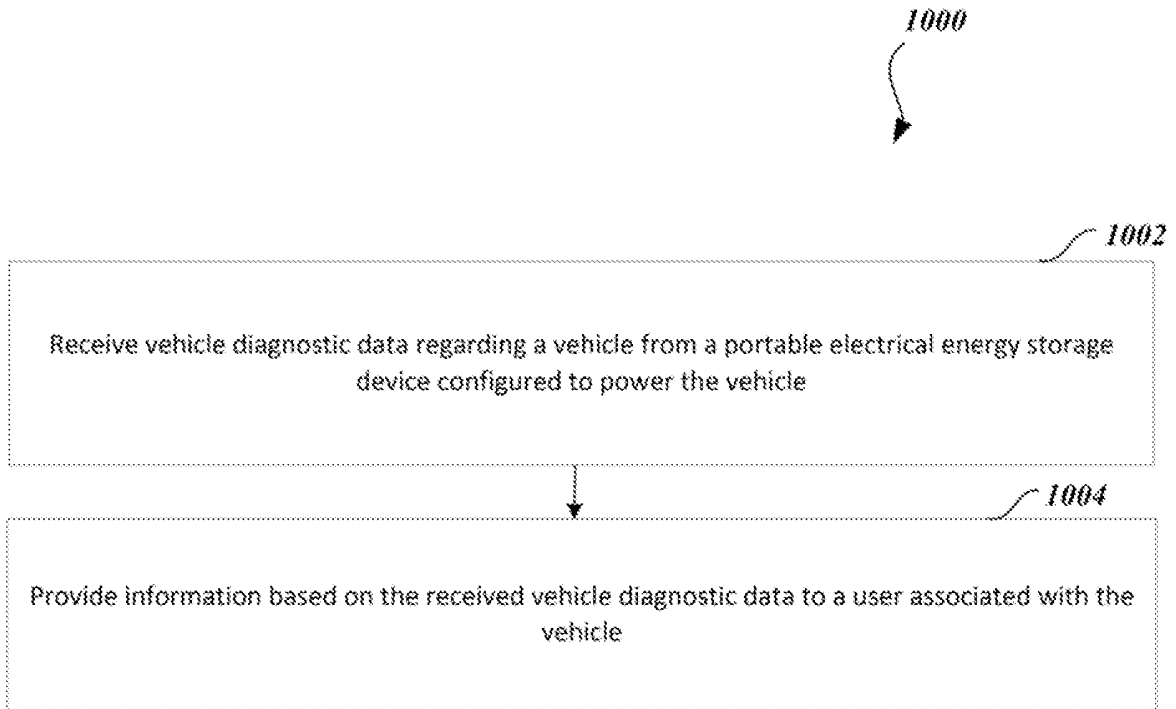 1000
1002
Receive vehicle diagnostic data regarding a vehicle from a portable electrical energy storage
device configured to power the vehicle
1004
Provide information based on the received vehicle diagnostic data to a user associated with the
vehicle